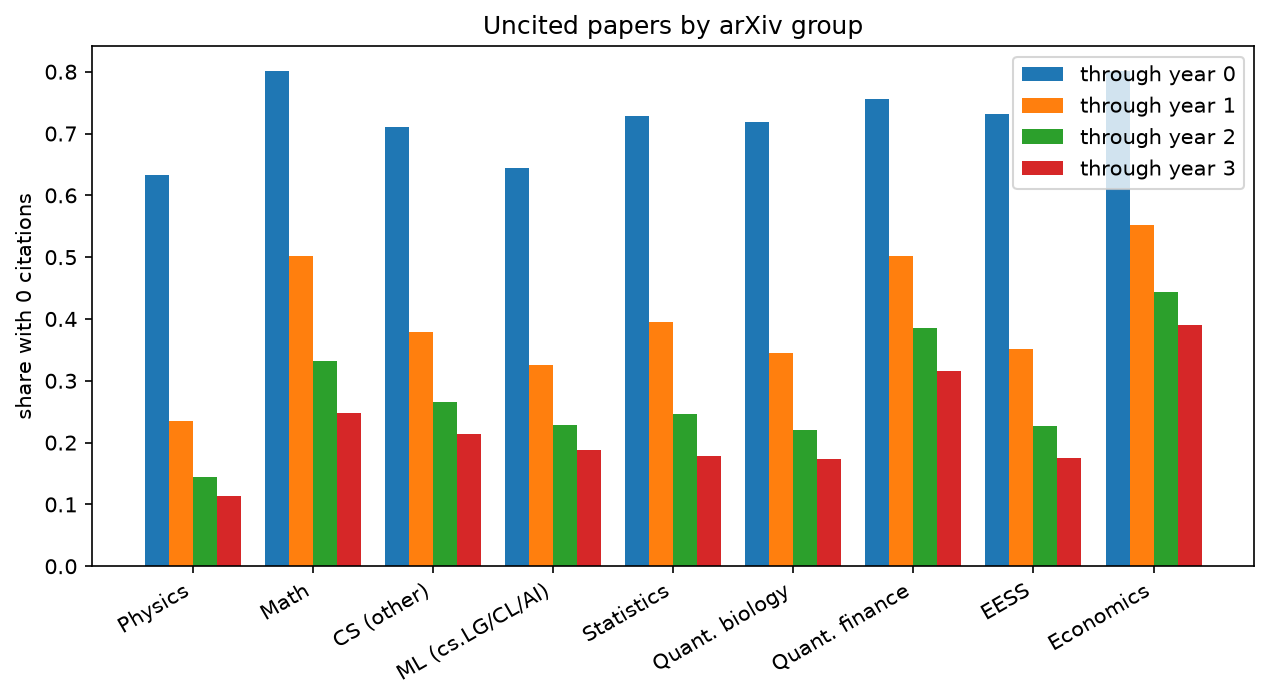 Uncited papers by arXiv group
share with 0 citations
0.8
0.7
0.6
0.5
0.4
0.3
0.2
0.1
0.0
through year 0
through year 1
through year 2
through year 3
Physics
Math
CS (other)
ML (cs.LG/CL/AI)
Statistics
Quant. biology
Quant. finance
EESS
Economics